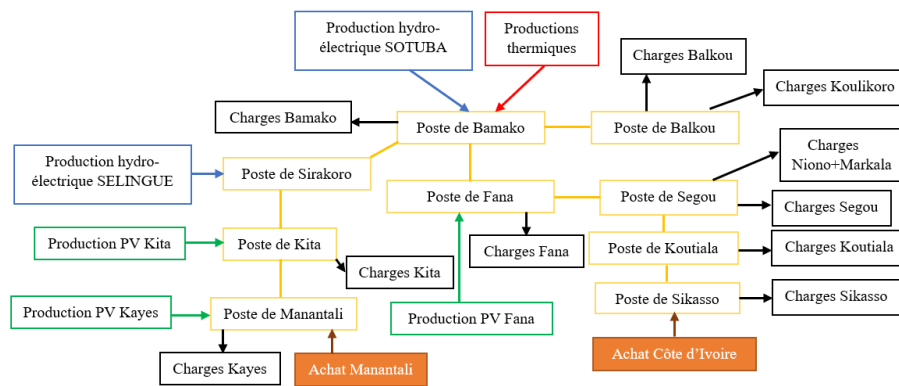 Production hydro-
électrique SOTUBA
Productions
thermiques
Charges Balkou
Charges Koulikoro
Charges Bamako
Poste de Bamako
Poste de Balkou
Production hydro-
électrique SELINGUE
Poste de Sirakoro
Charges
Niono+Markala
Poste de Fana
Poste de Segou
Charges Segou
Production PV Kita
Poste de Kita
Charges Fana
Poste de Koutiala
Charges Koutiala
Charges Kita
Production PV Kayes
Poste de Manantali
Production PV Fana
Poste de Sikasso
Charges Sikasso
Charges Kayes
Achat Manantali
Achat Côte d’Ivoire